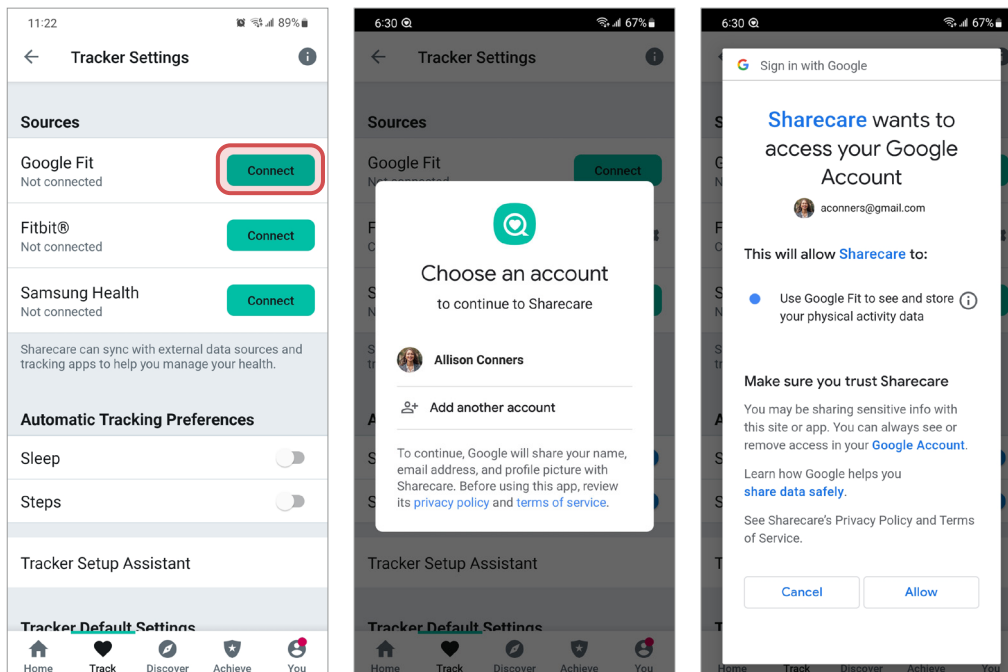 11:22
89%
Tracker Settings
Sources
Google Fit
Not connected
Connect
Fitbit®
Not connected
Connect
Samsung Health
Not connected
Connect
Sharecare can sync with external data sources and
tracking apps to help you manage your health.
Automatic Tracking Preferences
Sleep
Steps
Tracker Setup Assistant
Tracker Default Settings
Home
Track
Discover
Achieve
You
6:30
67%
Tracker Settings
Sources
Google Fit
Not connected
Connect
Choose an account
to continue to Sharecare
Allison Conners
Add another account
To continue, Google will share your name,
email address, and profile picture with
Sharecare. Before using this app, review
its privacy policy and terms of service.
Tracker Setup Assistant
Tracker Default Settings
Home
Track
Discover
Achieve
You
6:30
67%
G Sign in with Google
Sharecare wants to
access your Google
Account
aconners@gmail.com
This will allow Sharecare to:
Use Google Fit to see and store
your physical activity data
Make sure you trust Sharecare
You may be sharing sensitive info with
this site or app. You can always see or
remove access in your Google Account.
Learn how Google helps you
share data safely.
See Sharecare's Privacy Policy and Terms
of Service.
Cancel
Allow
Home
Track
Discover
Achieve
You